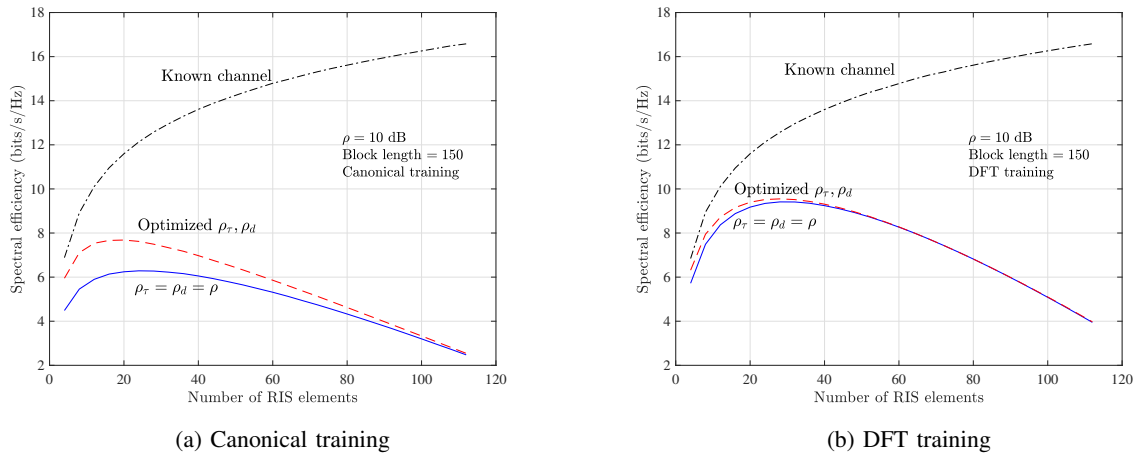 18
16
14
12
10
8
6
4
2
0
20
40
60
80
100
120
Spectral efficiency (bits/s/Hz)
Number of RIS elements
Known channel
ρ = 10 dB
Block length = 150
Canonical training
Optimized ρ_τ, ρ_d
ρ_τ = ρ_d = ρ
(a) Canonical training
18
16
14
12
10
8
6
4
2
0
20
40
60
80
100
120
Spectral efficiency (bits/s/Hz)
Number of RIS elements
Known channel
ρ = 10 dB
Block length = 150
DFT training
Optimized ρ_τ, ρ_d
ρ_τ = ρ_d = ρ
(b) DFT training